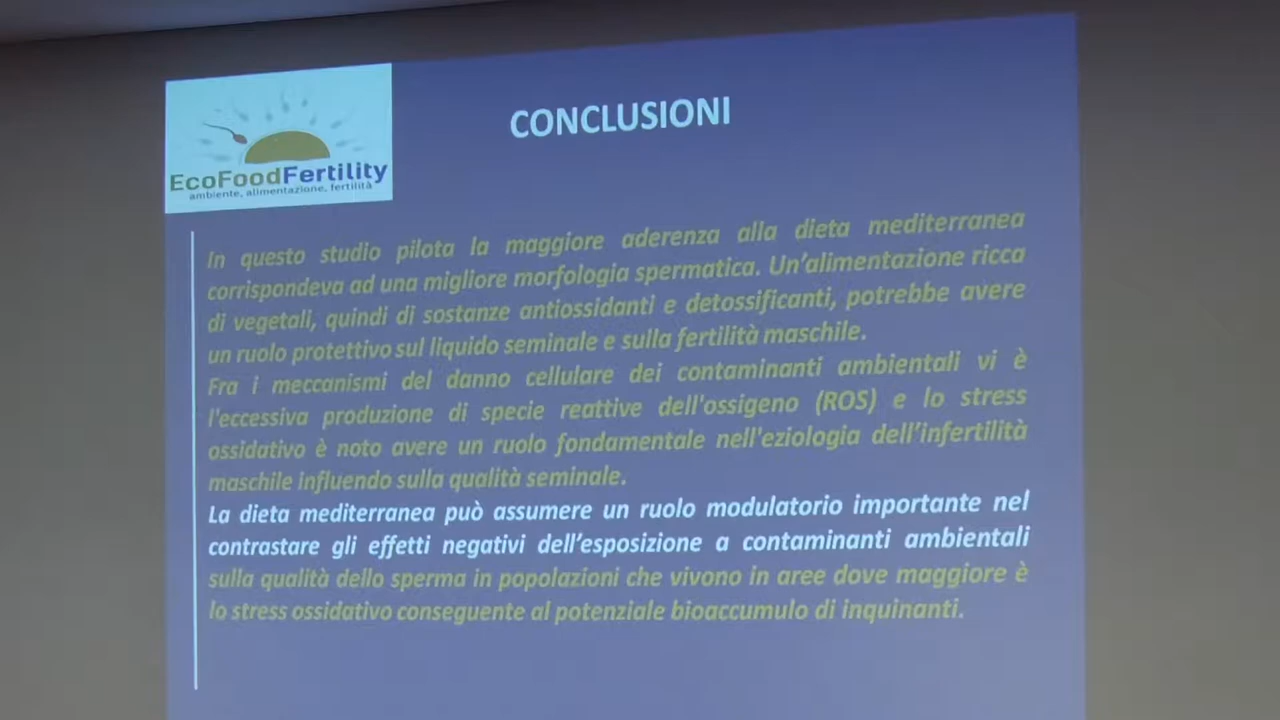 CONCLUSIONI
EcoFoodFertility
ambiente, alimentazione, fertilità
In questo studio pilota la maggiore aderenza alla dieta mediterranea
corrispondeva ad una migliore morfologia spermatica. Un’alimentazione ricca
di vegetali, quindi di sostanze antiossidanti e detossificanti, potrebbe avere
un ruolo protettivo sul liquido seminale e sulla fertilità maschile.
Fra i meccanismi del danno cellulare dei contaminanti ambientali vi è
l'eccessiva produzione di specie reattive dell'ossigeno (ROS) e lo stress
ossidativo è noto avere un ruolo fondamentale nell'eziologia dell’infertilità
maschile influendo sulla qualità seminale.
La dieta mediterranea può assumere un ruolo modulatorio importante nel
contrastare gli effetti negativi dell’esposizione a contaminanti ambientali
sulla qualità dello sperma in popolazioni che vivono in aree dove maggiore è
lo stress ossidativo conseguente al potenziale bioaccumulo di inquinanti.